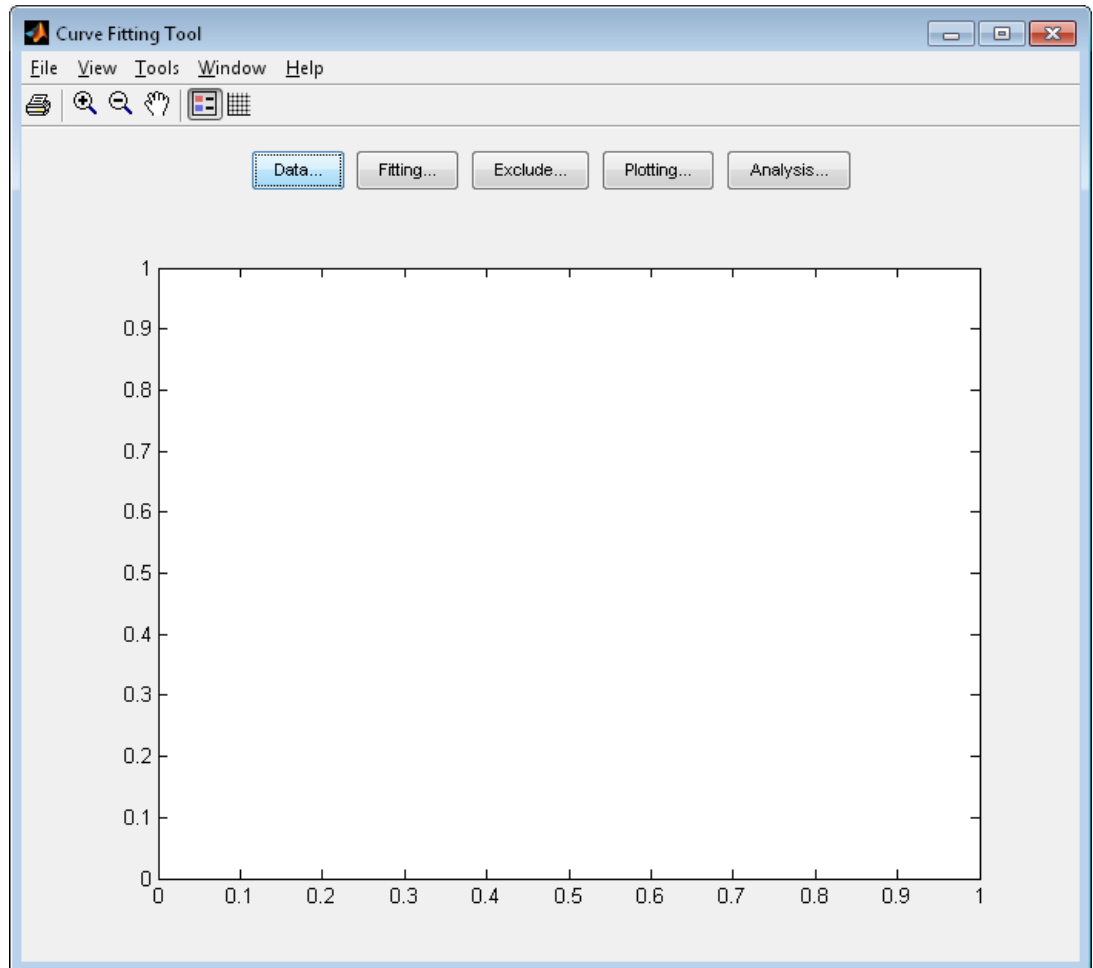 Curve Fitting Tool
File View Tools Window Help
Data... Fitting... Exclude... Plotting... Analysis...
1
0.9
0.8
0.7
0.6
0.5
0.4
0.3
0.2
0.1
0
0 0.1 0.2 0.3 0.4 0.5 0.6 0.7 0.8 0.9 1